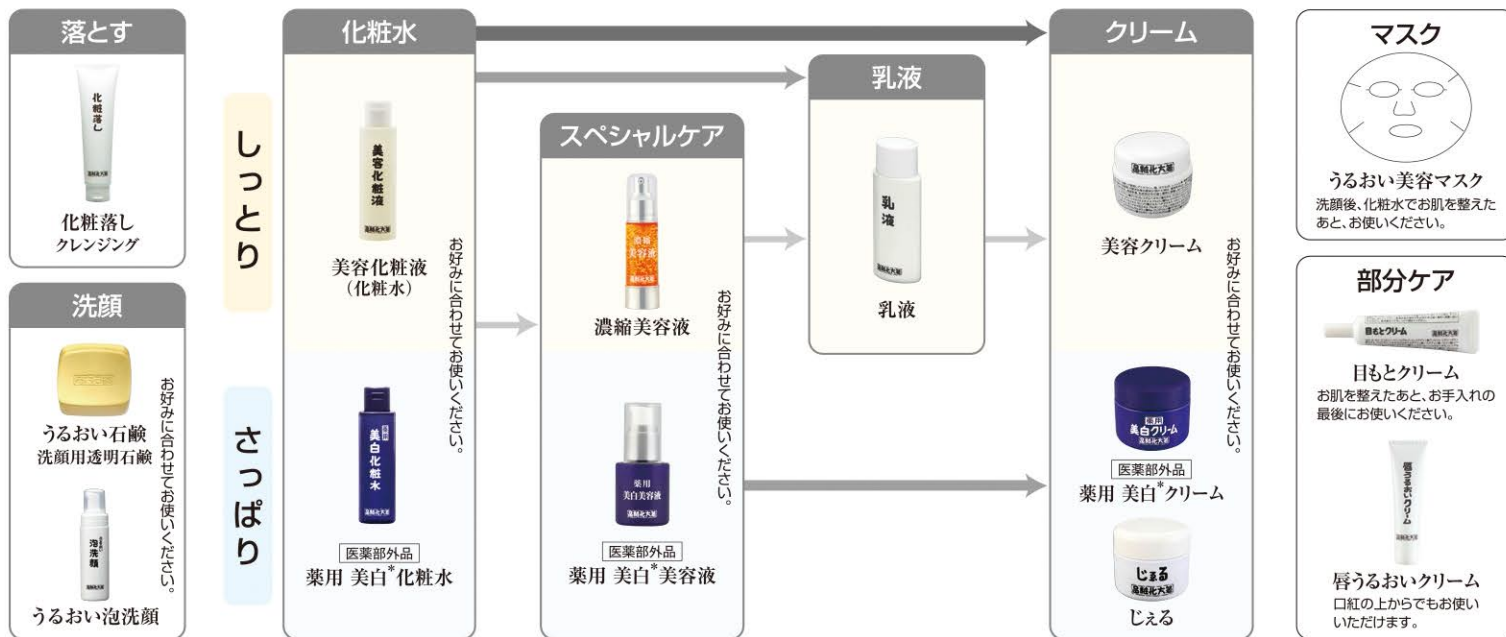 落とす
化粧落し
高麗化大等
化粧落し
クレンジング
洗顔
うるおい石鹸
洗顔用透明石鹸
泡洗顔
うるおい泡洗顔
お好みに合わせてお使いください。
しっとり
さっぱり
化粧水
美容化粧液
美容化粧液
(化粧水)
美白化粧水
医薬部外品
薬用 美白*化粧水
お好みに合わせてお使いください。
スペシャルケア
濃縮
美容液
濃縮美容液
薬用
美白美容液
医薬部外品
薬用 美白*美容液
お好みに合わせてお使いください。
乳液
乳液
乳液
クリーム
美容クリーム
薬用
美白クリーム
医薬部外品
薬用 美白*クリーム
じぇる
じぇる
お好みに合わせてお使いください。
マスク
うるおい美容マスク
洗顔後、化粧水でお肌を整えた
あと、お使いください。
部分ケア
目もとクリーム
目もとクリーム
お肌を整えたあと、お手入れの
最後にお使いください。
唇うるおいクリーム
唇うるおいクリーム
口紅の上からでもお使い
いただけます。